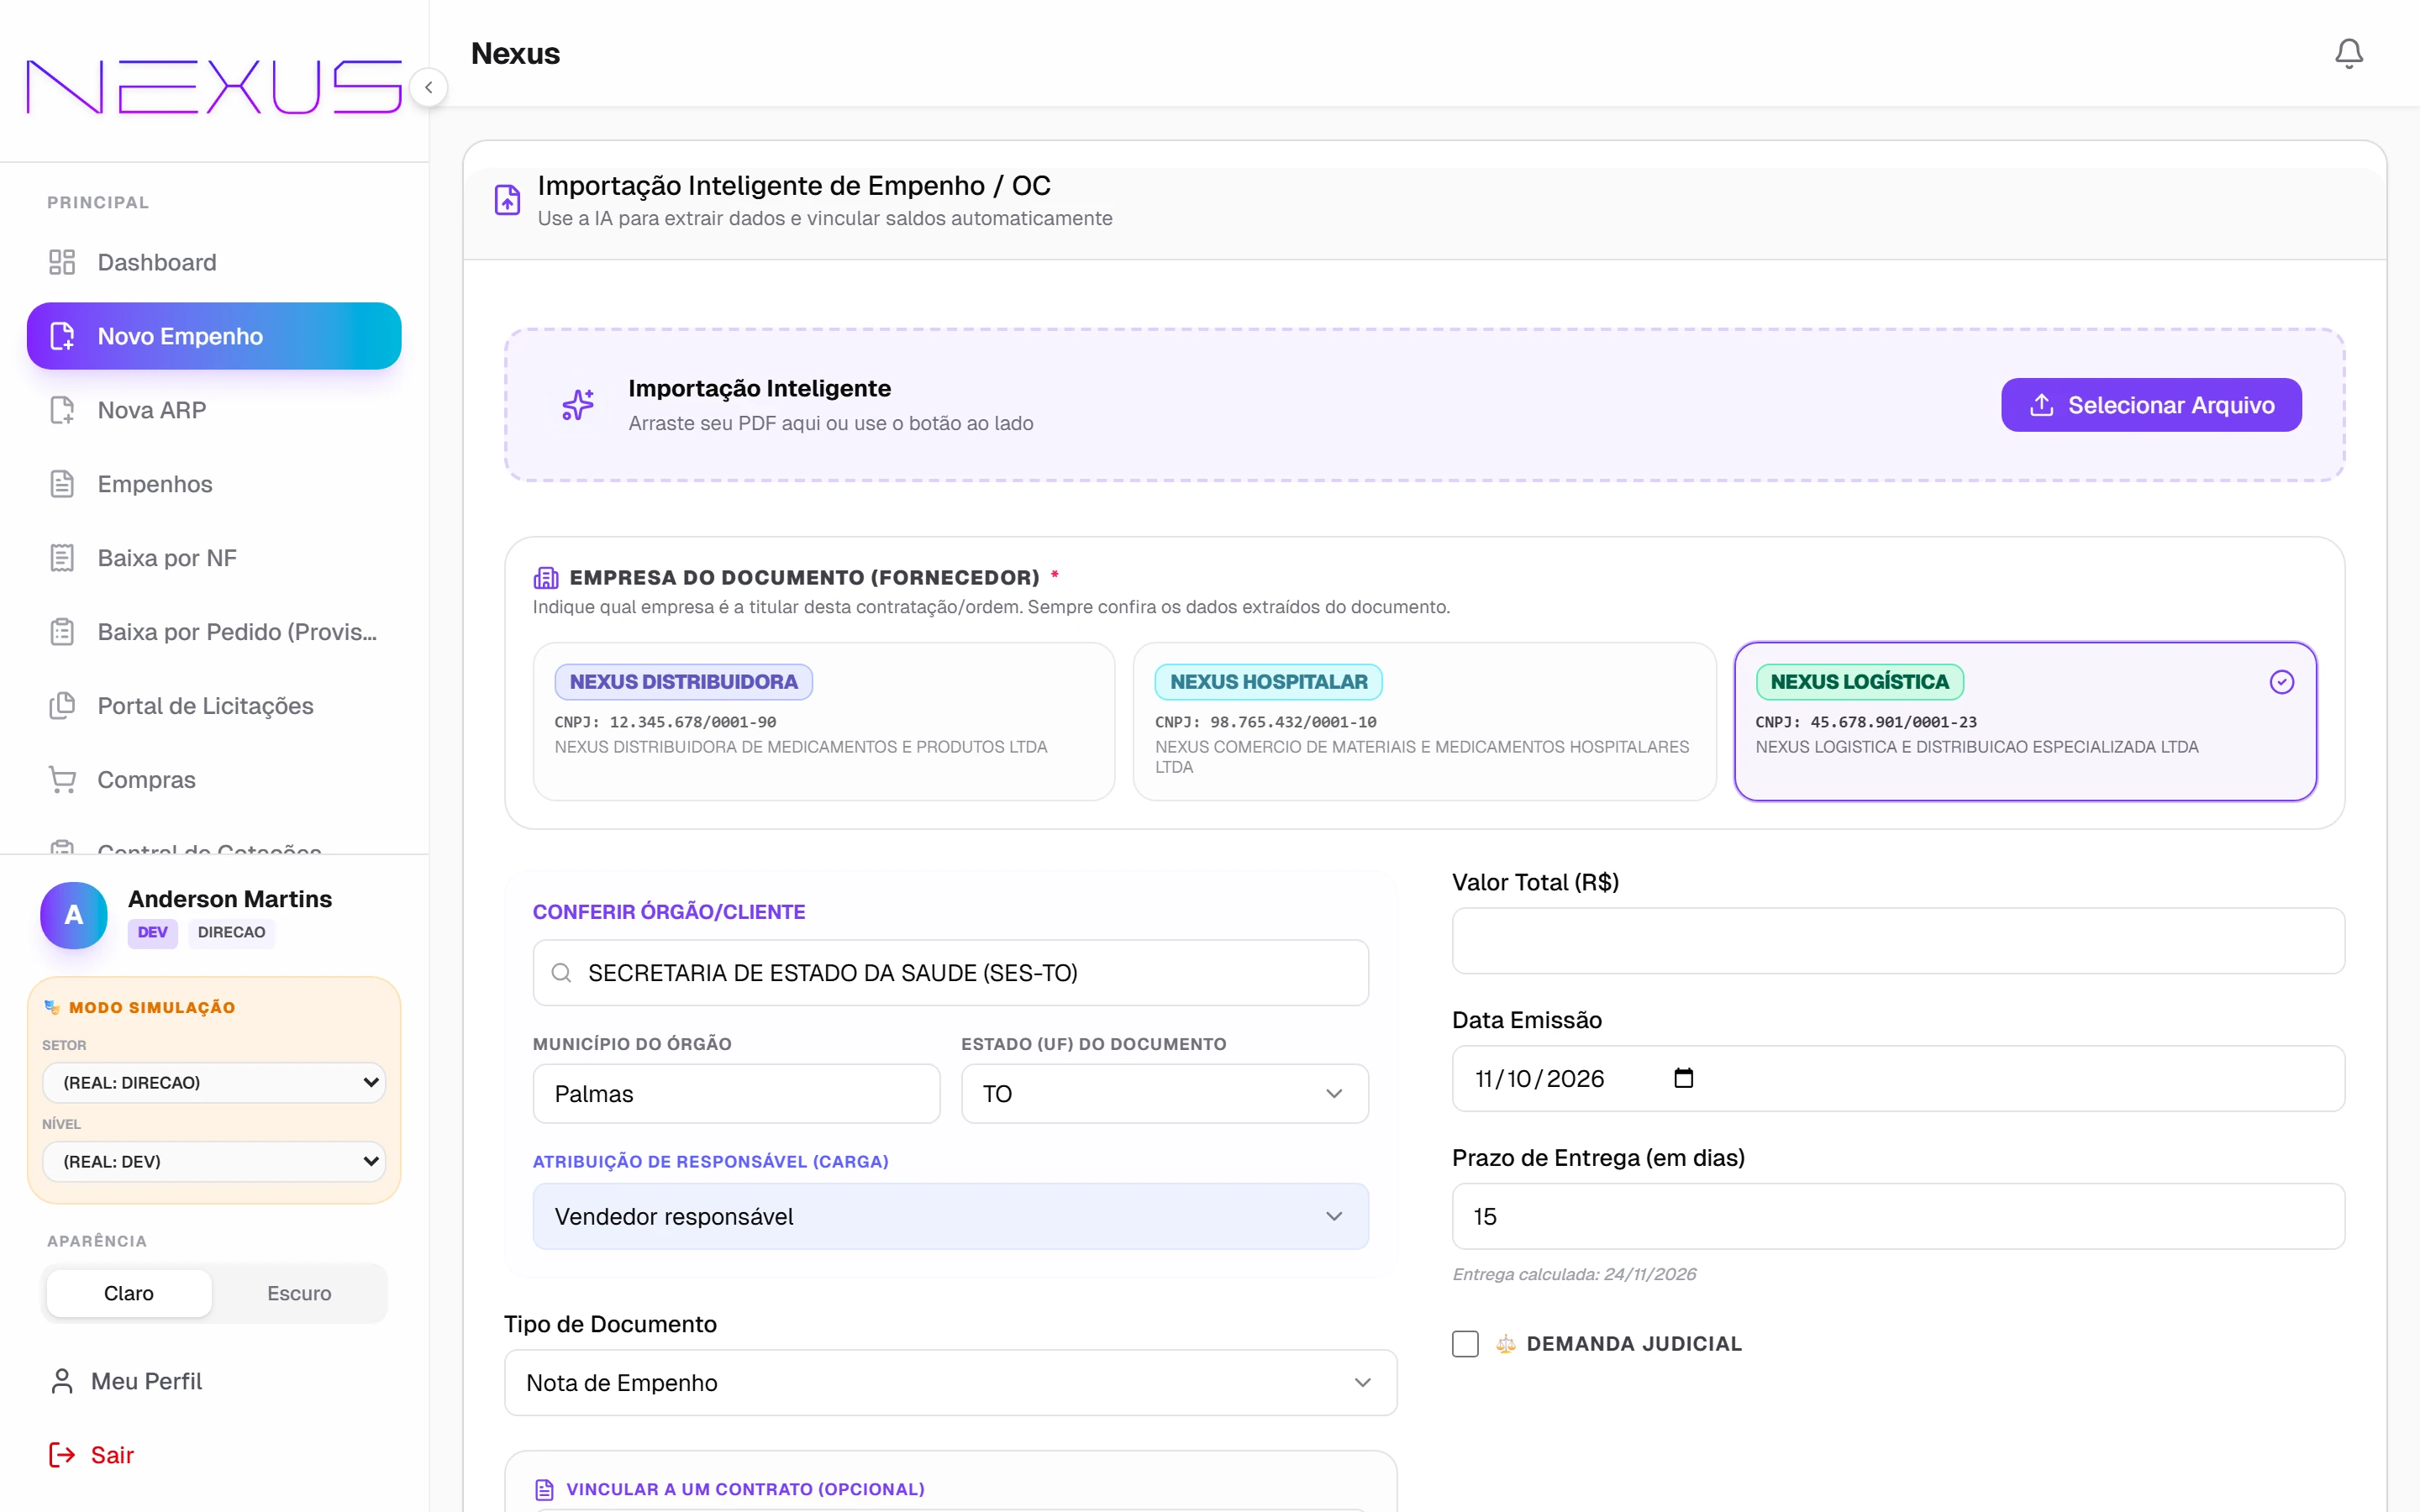 NEXUS
PRINCIPAL
Dashboard
Novo Empenho
Nova ARP
Empenhos
Baixa por NF
Baixa por Pedido (Provis...
Portal de Licitações
Compras
Central de Cotações
A
Anderson Martins
DEV DIRECAO
MODO SIMULAÇÃO
SETOR
(REAL: DIRECAO)
NÍVEL
(REAL: DEV)
APARÊNCIA
Claro Escuro
Meu Perfil
Sair
Nexus
Importação Inteligente de Empenho / OC
Use a IA para extrair dados e vincular saldos automaticamente
Importação Inteligente
Arraste seu PDF aqui ou use o botão ao lado
Selecionar Arquivo
EMPRESA DO DOCUMENTO (FORNECEDOR) *
Indique qual empresa é a titular desta contratação/ordem. Sempre confira os dados extraídos do documento.
NEXUS DISTRIBUIDORA
CNPJ: 12.345.678/0001-90
NEXUS DISTRIBUIDORA DE MEDICAMENTOS E PRODUTOS LTDA
NEXUS HOSPITALAR
CNPJ: 98.765.432/0001-10
NEXUS COMERCIO DE MATERIAIS E MEDICAMENTOS HOSPITALARES
LTDA
NEXUS LOGÍSTICA
CNPJ: 45.678.901/0001-23
NEXUS LOGISTICA E DISTRIBUICAO ESPECIALIZADA LTDA
CONFERIR ÓRGÃO/CLIENTE
SECRETARIA DE ESTADO DA SAUDE (SES-TO)
MUNICÍPIO DO ÓRGÃO
Palmas
ESTADO (UF) DO DOCUMENTO
TO
ATRIBUIÇÃO DE RESPONSÁVEL (CARGA)
Vendedor responsável
Tipo de Documento
Nota de Empenho
VINCULAR A UM CONTRATO (OPCIONAL)
Valor Total (R$)
Data Emissão
11/10/2026
Prazo de Entrega (em dias)
15
Entrega calculada: 24/11/2026
DEMANDA JUDICIAL